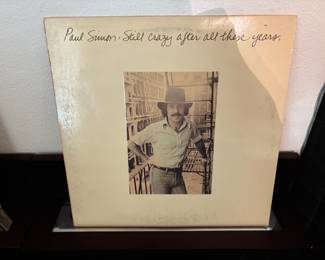 Paul Simon · Still crazy after all these years.